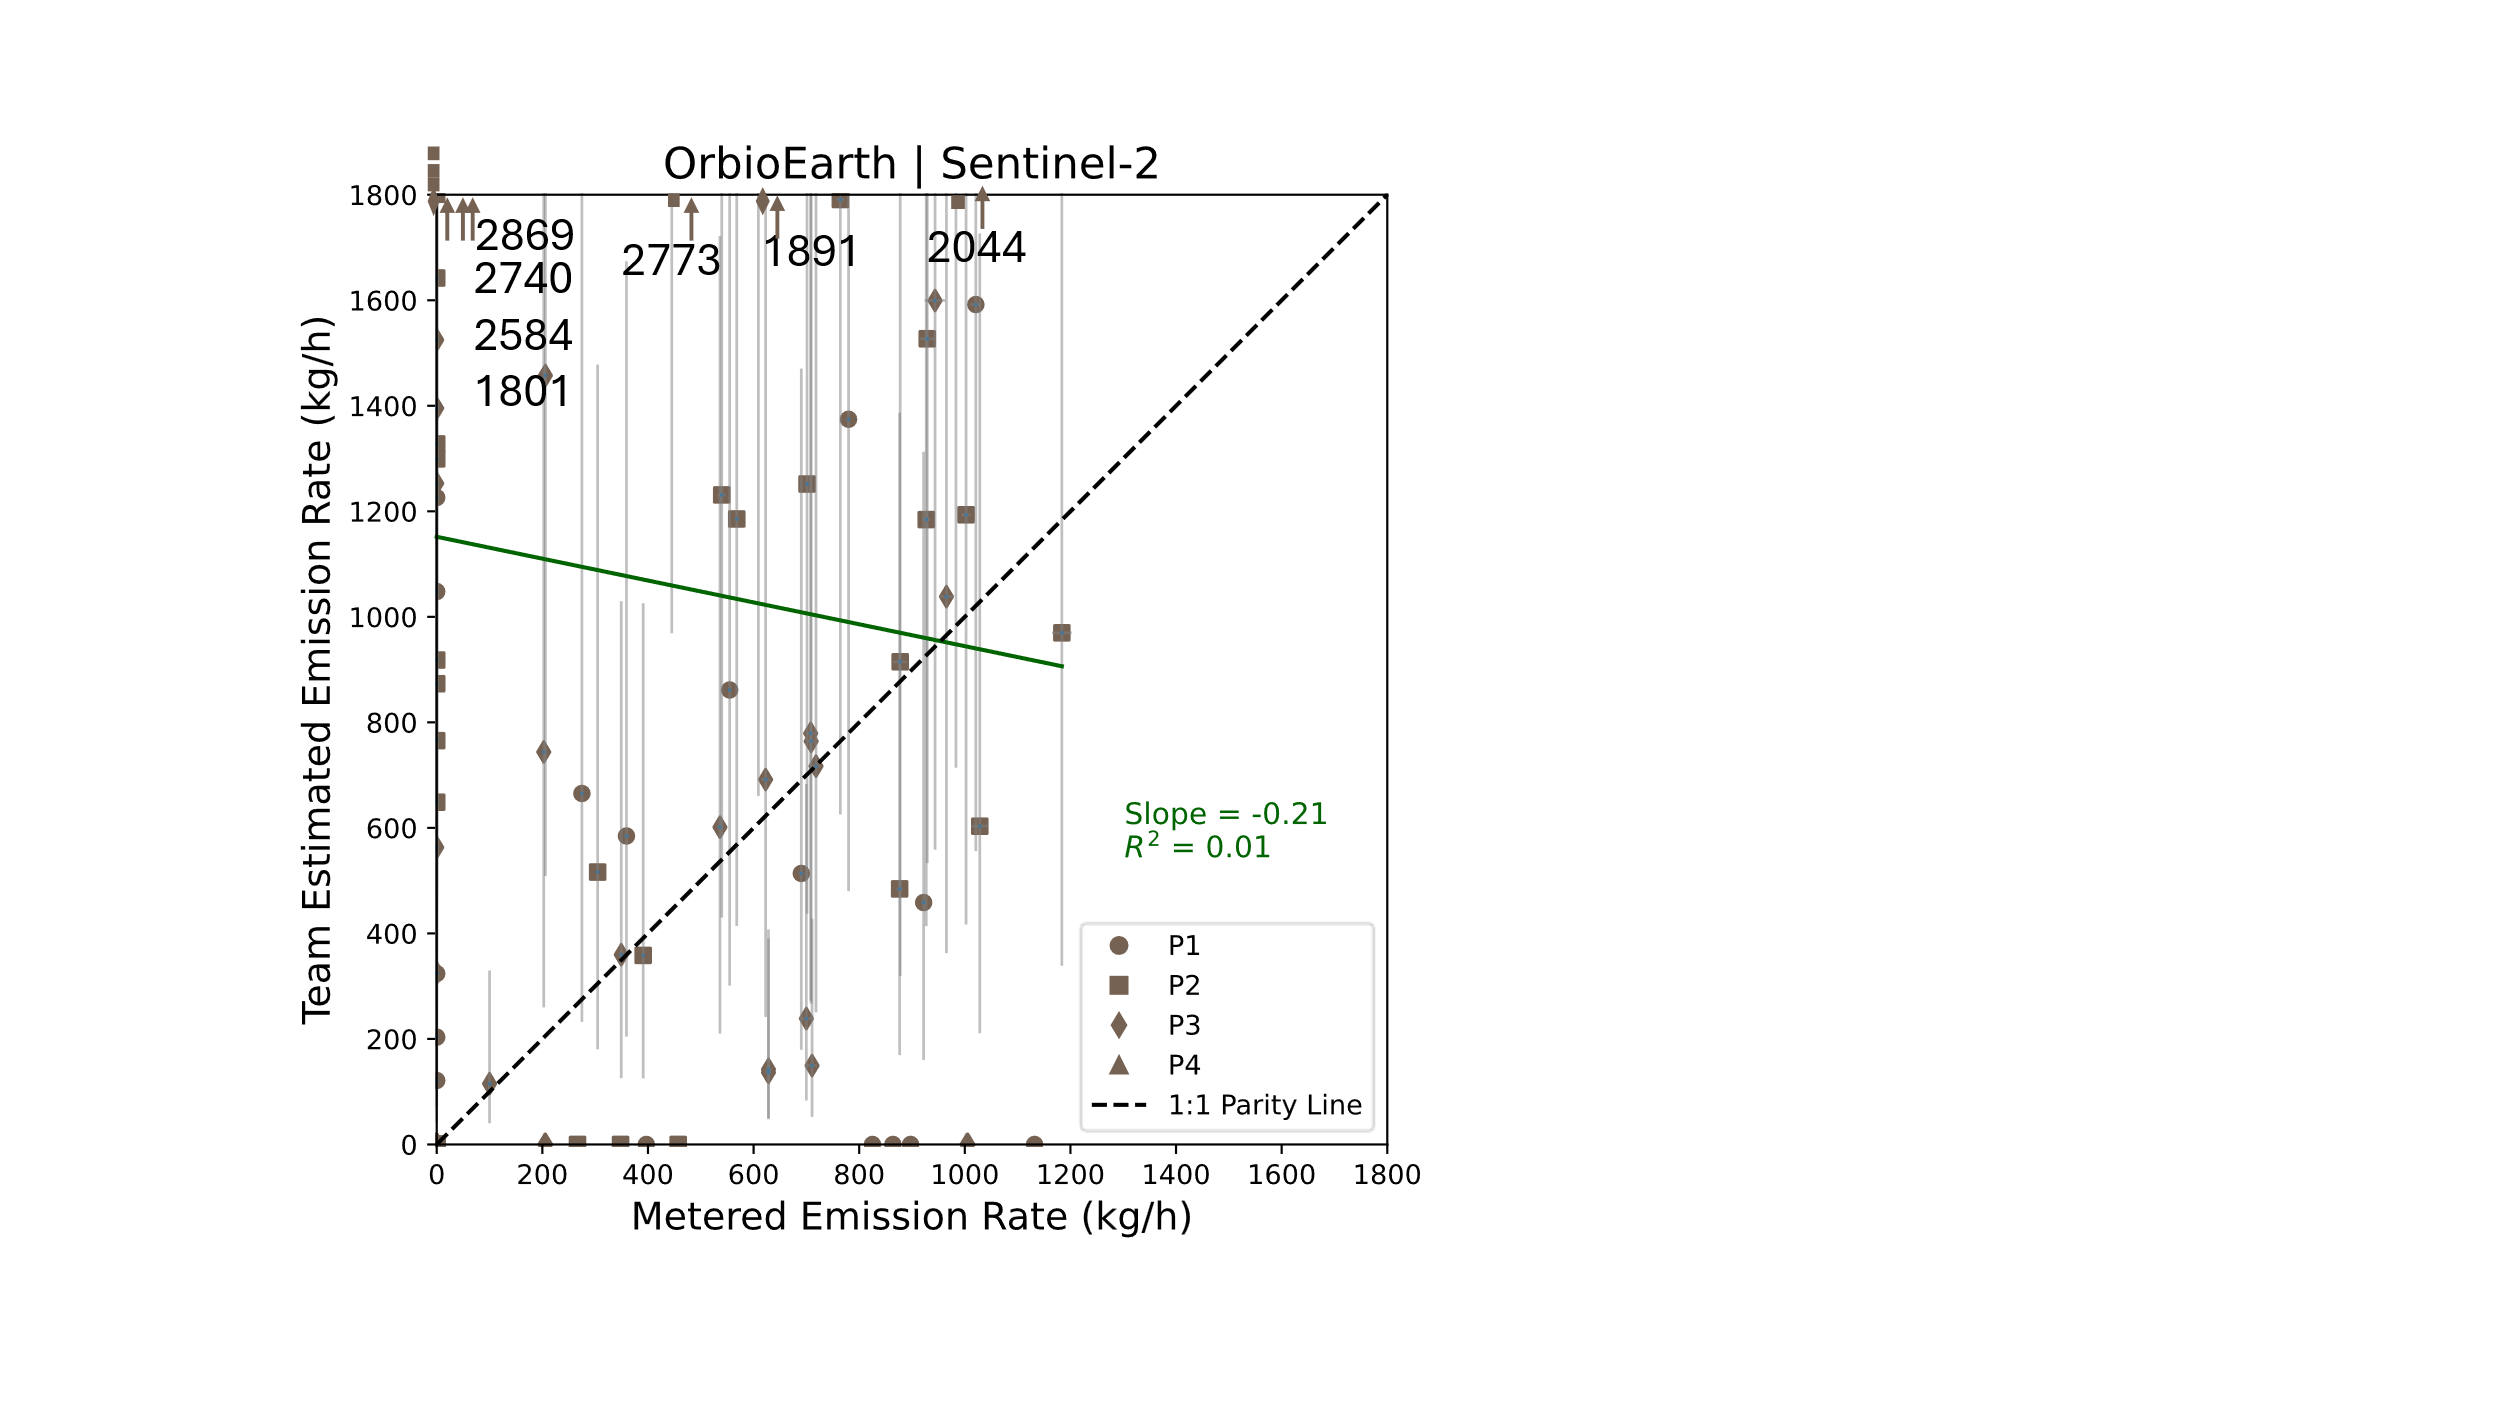 OrbioEarth | Sentinel-2
Team Estimated Emission Rate (kg/h)
1800
1600
1400
1200
1000
800
600
400
200
0
2869
2740
2584
1801
2773
1891
2044
Slope = -0.21
R² = 0.01
P1
P2
P3
P4
1:1 Parity Line
0 200 400 600 800 1000 1200 1400 1600 1800
Metered Emission Rate (kg/h)